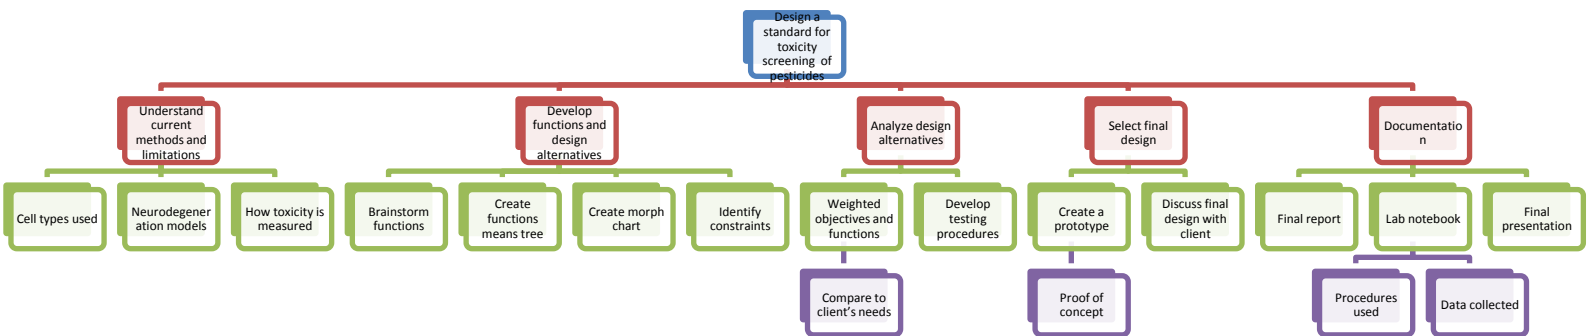 Design a
standard for
toxicity
screening of
pesticides
Understand
current
methods and
limitations
Develop
functions and
design
alternatives
Analyze design
alternatives
Select final
design
Documentatio
n
Cell types used
Neurodegener
ation models
How toxicity is
measured
Brainstorm
functions
Create
functions
means tree
Create morph
chart
Identify
constraints
Weighted
objectives and
functions
Develop
testing
procedures
Create a
prototype
Discuss final
design with
client
Final report
Lab notebook
Final
presentation
Compare to
client’s needs
Proof of
concept
Procedures
used
Data collected